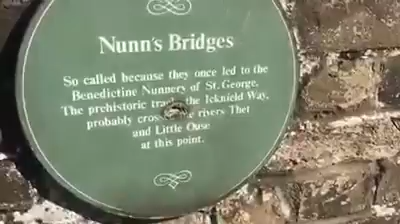 Nunn's Bridges
So called because they once led to the
Benedictine Nunnery of St. George.
The prehistoric the Icknield Way,
probably rivers Thet
and Little Ouse
at this point.